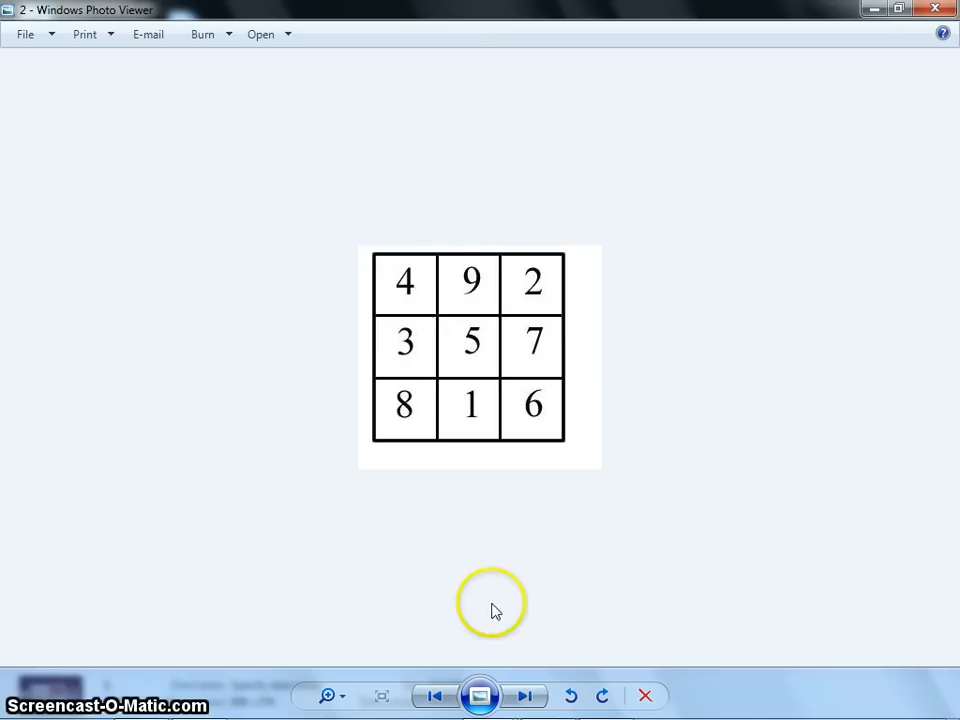 2 - Windows Photo Viewer
File Print E-mail Burn Open
4 9 2
3 5 7
8 1 6
Screencast-O-Matic.com